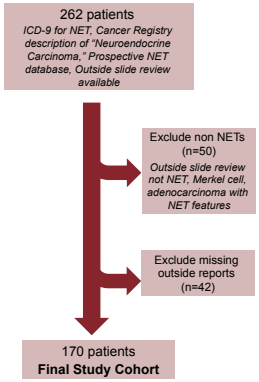 262 patients
ICD-9 for NET, Cancer Registry
description of “Neuroendocrine
Carcinoma,” Prospective NET
database, Outside slide review
available
Exclude non NETs
(n=50)
Outside slide review
not NET, Merkel cell,
adenocarcinoma with
NET features
Exclude missing
outside reports
(n=42)
170 patients
Final Study Cohort